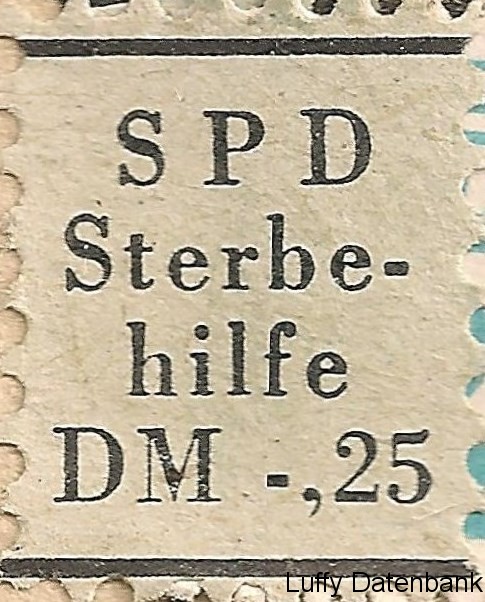 S P D
Sterbe-
hilfe
DM -,25
Luffy Datenbank